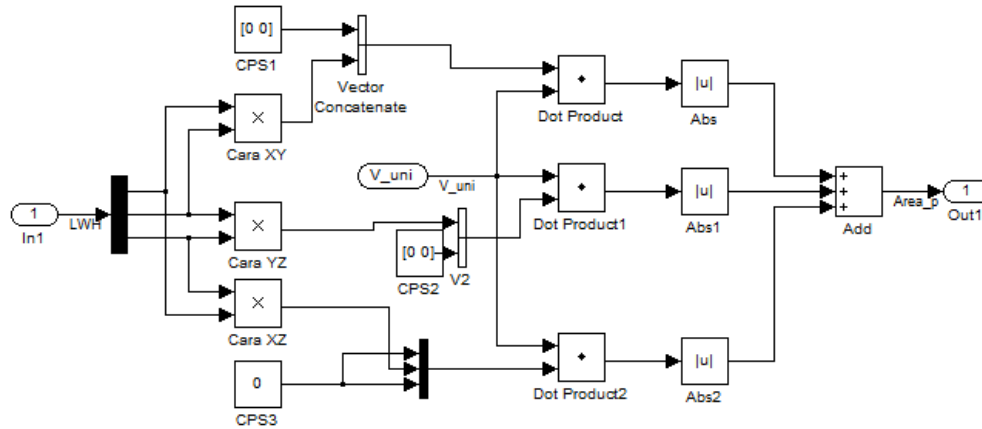 [0 0]
CPS1
Vector
Concatenate
×
Cara XY
Dot Product
|u|
Abs
V_uni
V_uni
1
In1
LWH
×
Cara YZ
[0 0]
CPS2
V2
Dot Product1
|u|
Abs1
+
+
+
Add
Area_p
1
Out1
×
Cara XZ
0
CPS3
Dot Product2
|u|
Abs2